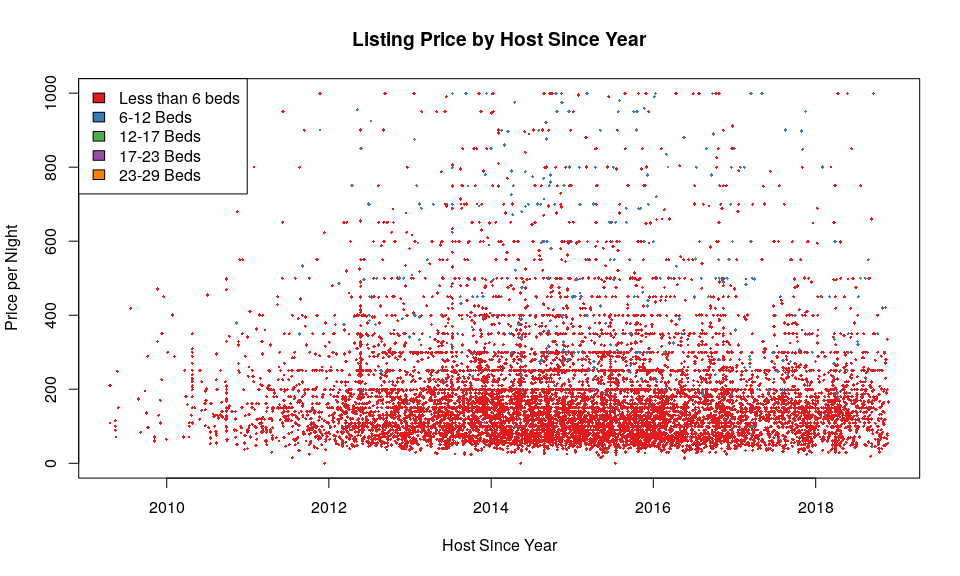 Listing Price by Host Since Year
Less than 6 beds
6-12 Beds
12-17 Beds
17-23 Beds
23-29 Beds
Price per NIght
0
200
400
600
800
1000
2010
2012
2014
2016
2018
Host Since Year